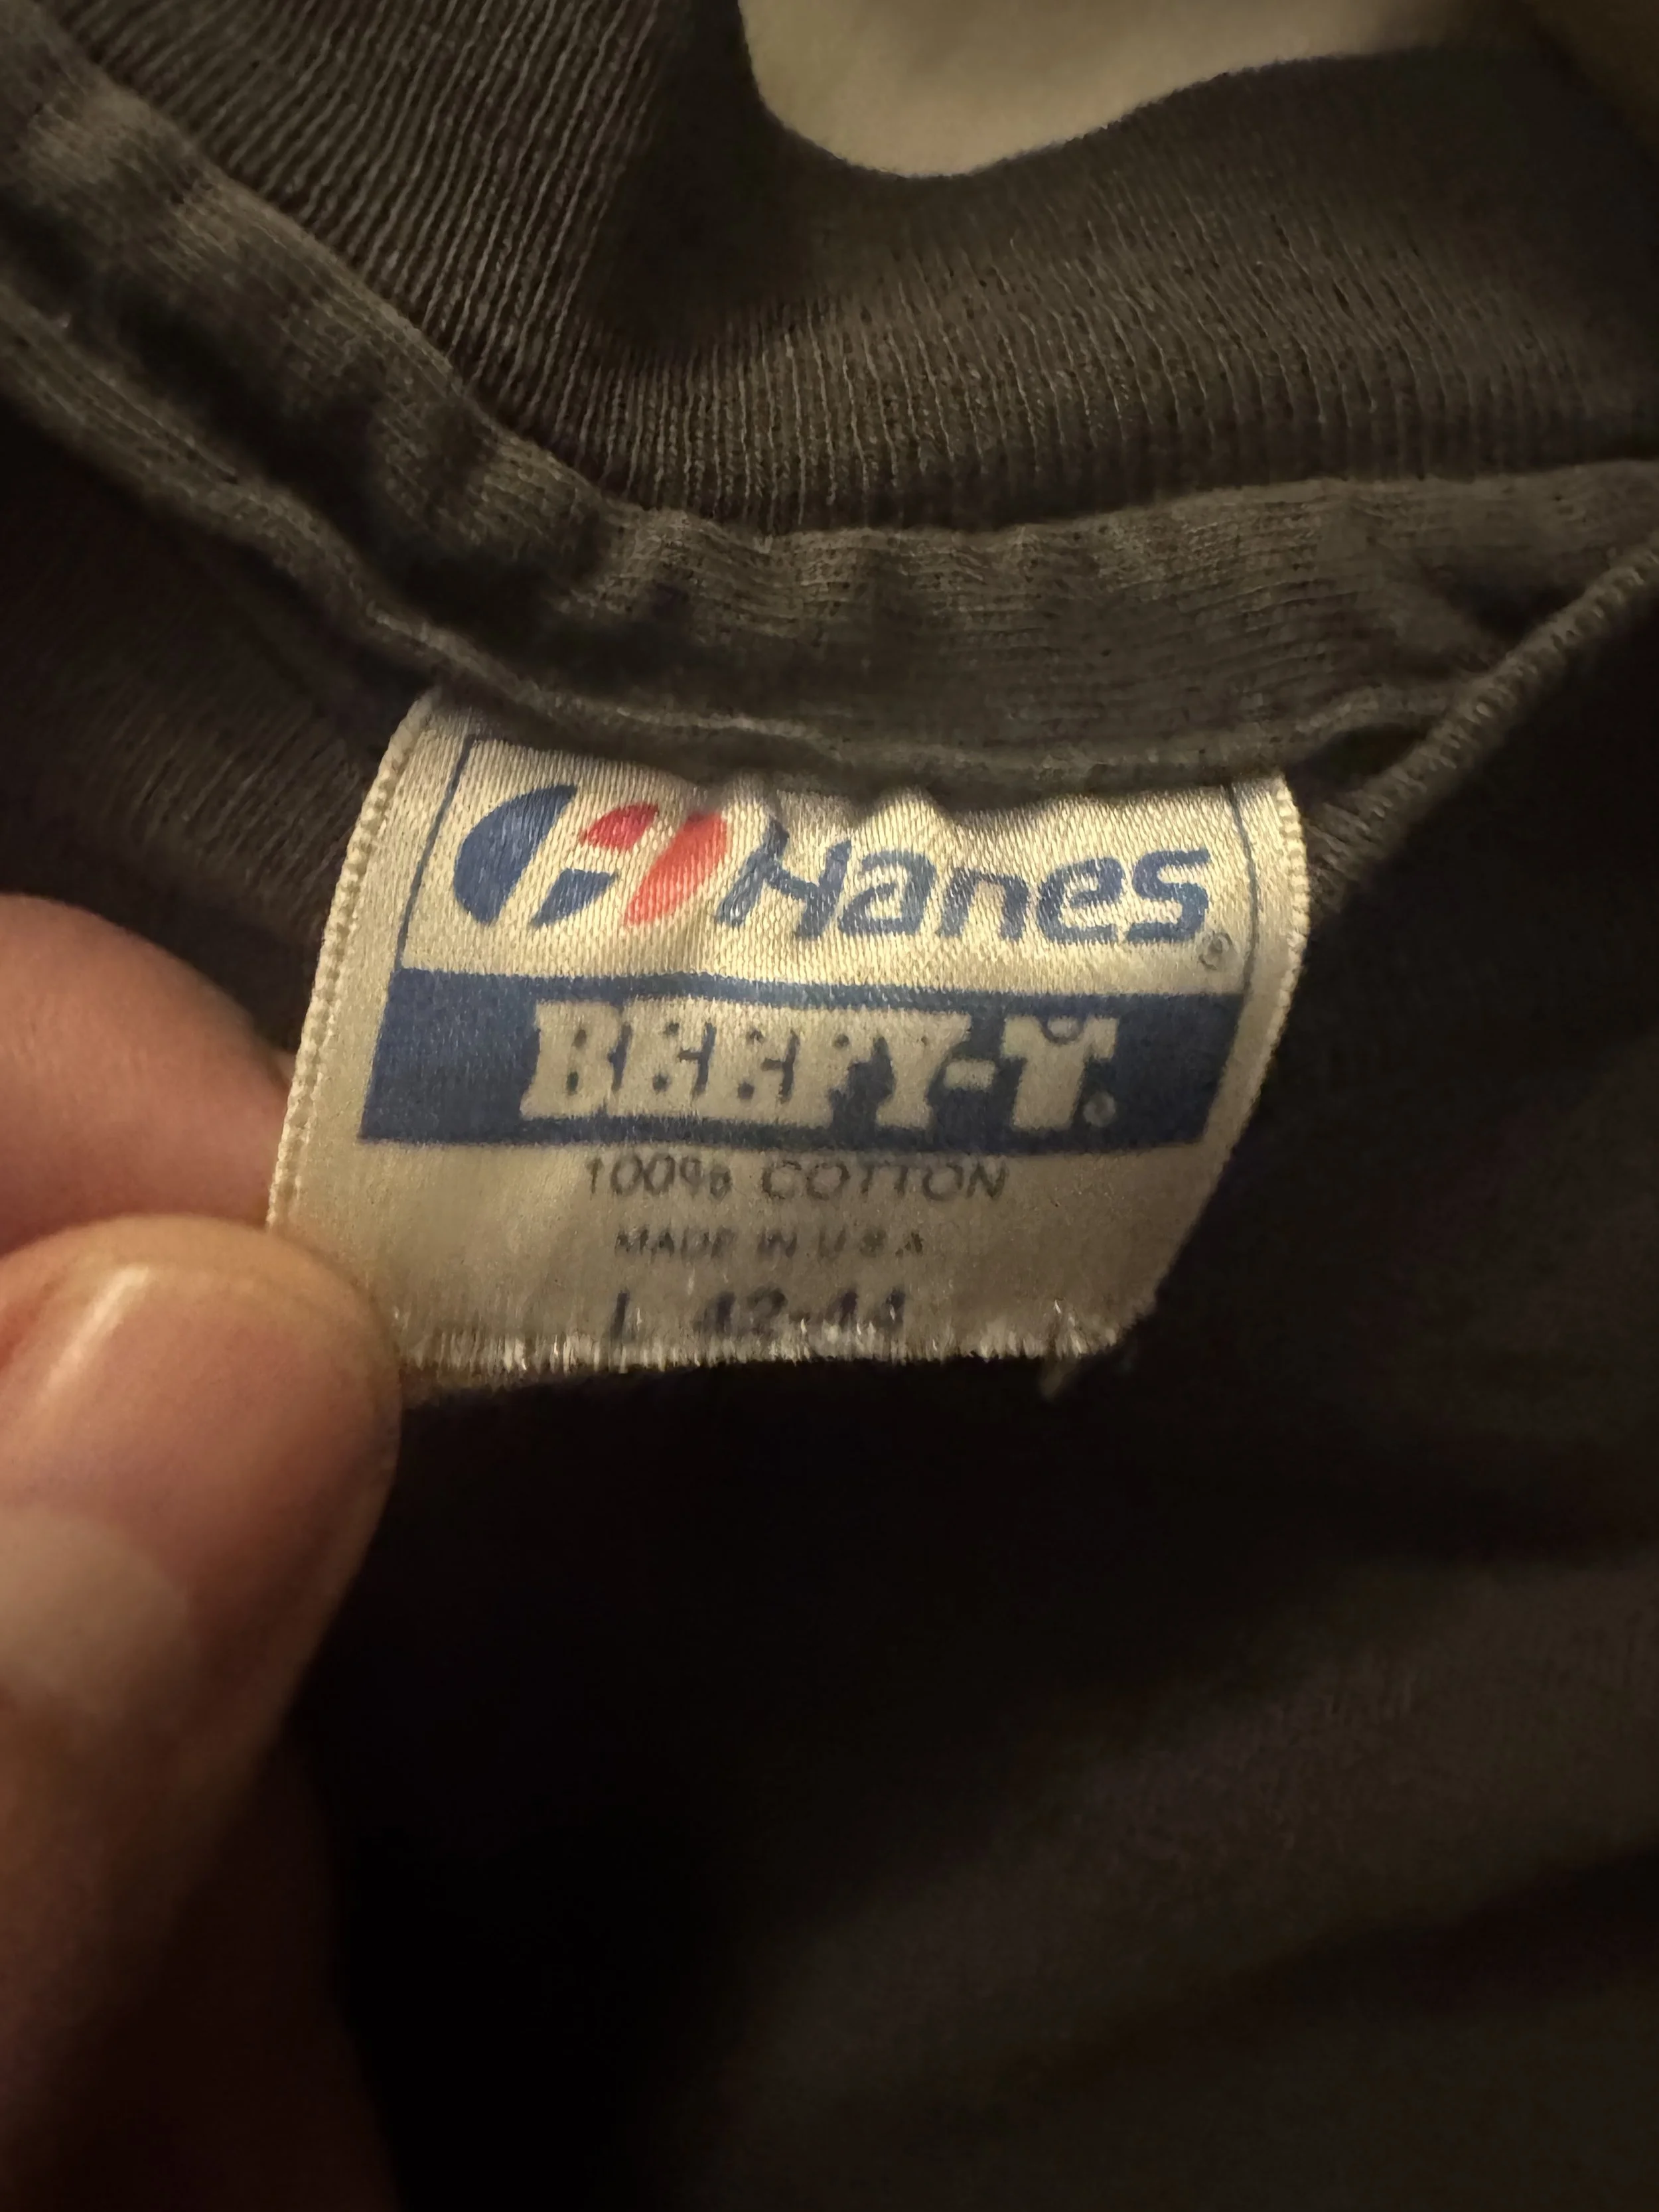 Hanes®
BEEFY-T®
100% COTTON
MADE IN U.S.A.
L 42-44